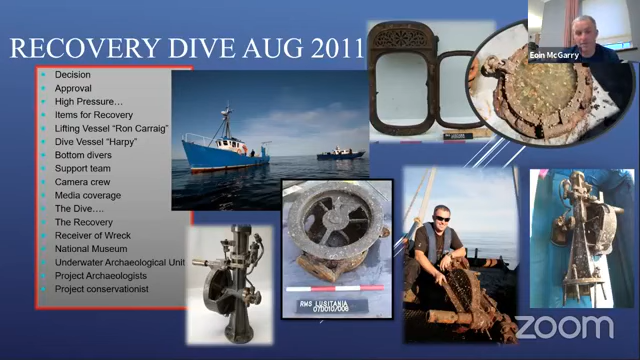 RECOVERY DIVE AUG 2011
Eoin McGarry
Decision
Approval
High Pressure…
Items for Recovery
Lifting Vessel “Ron Carraig”
Dive Vessel “Harpy”
Bottom divers
Support team
Camera crew
Media coverage
The Dive….
The Recovery
Receiver of Wreck
National Museum
Underwater Archaeological Unit
Project Archaeologists
Project conservationist
RMS LUSITANIA
zoom